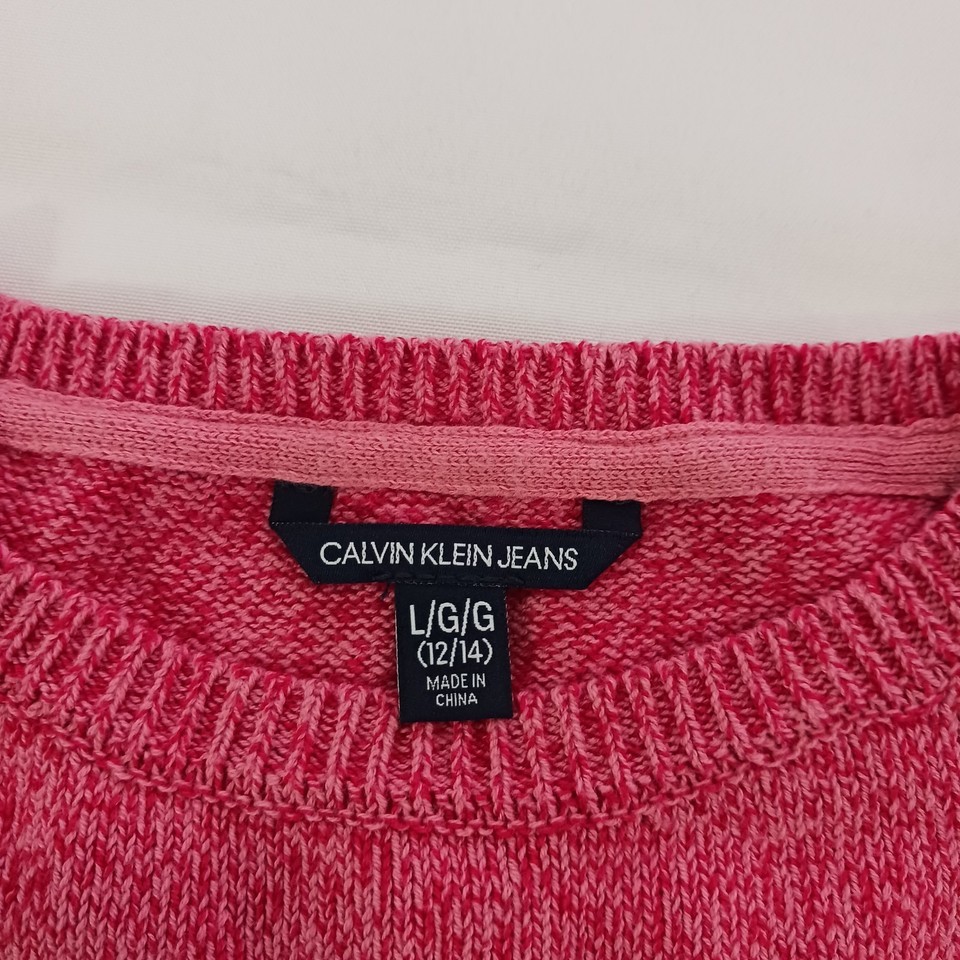 CALVIN KLEIN JEANS
L/G/G
(12/14)
MADE IN
CHINA